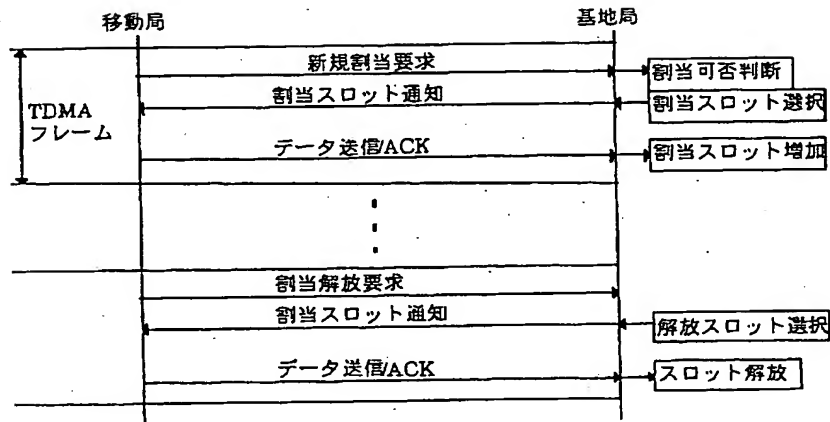 移動局
基地局
新規割当要求
割当可否判断
割当スロット通知
割当スロット選択
TDMA
フレーム
データ送信/ACK
割当スロット増加
割当解放要求
割当スロット通知
解放スロット選択
データ送信/ACK
スロット解放